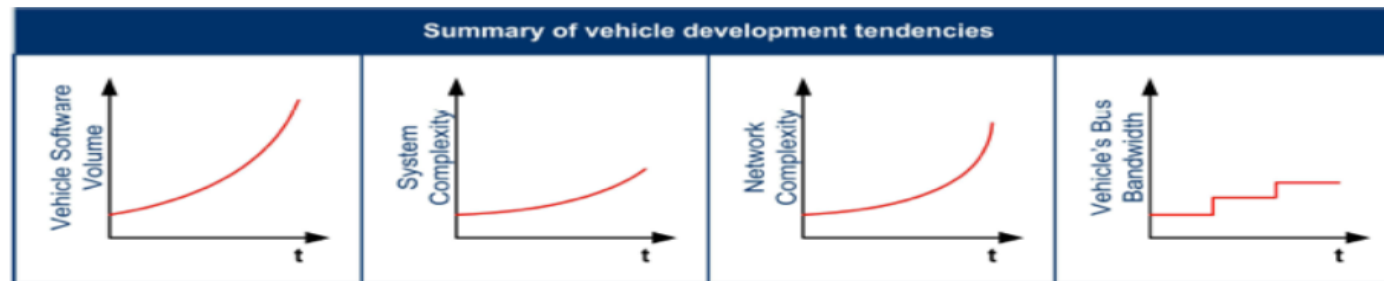 Summary of vehicle development tendencies
Vehicle Software
Volume
t
System
Complexity
t
Network
Complexity
t
Vehicle's Bus
Bandwidth
t